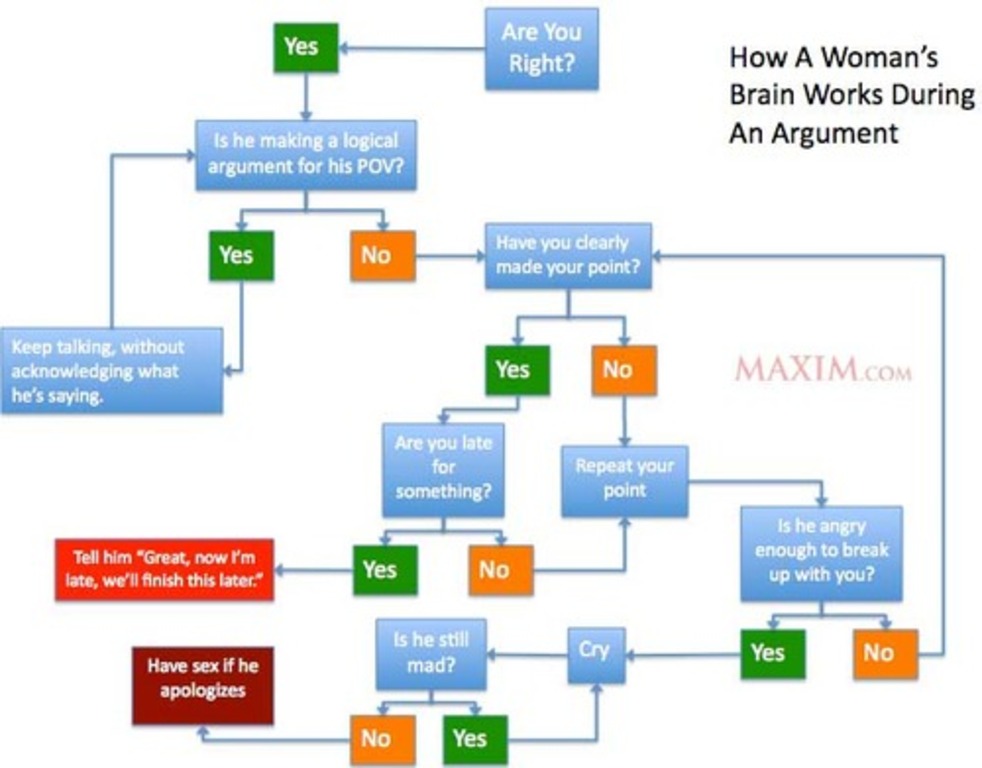 Yes
Are You
Right?
How A Woman's
Brain Works During
An Argument
Is he making a logical
argument for his POV?
Yes
No
Have you clearly
made your point?
Keep talking, without
acknowledging what
he's saying.
Yes
No
MAXIM.COM
Are you late
for
something?
Repeat your
point
Is he angry
enough to break
up with you?
Tell him "Great, now I'm
late, we'll finish this later."
Yes
No
Is he still
mad?
Cry
Yes
No
Have sex if he
apologizes
No
Yes